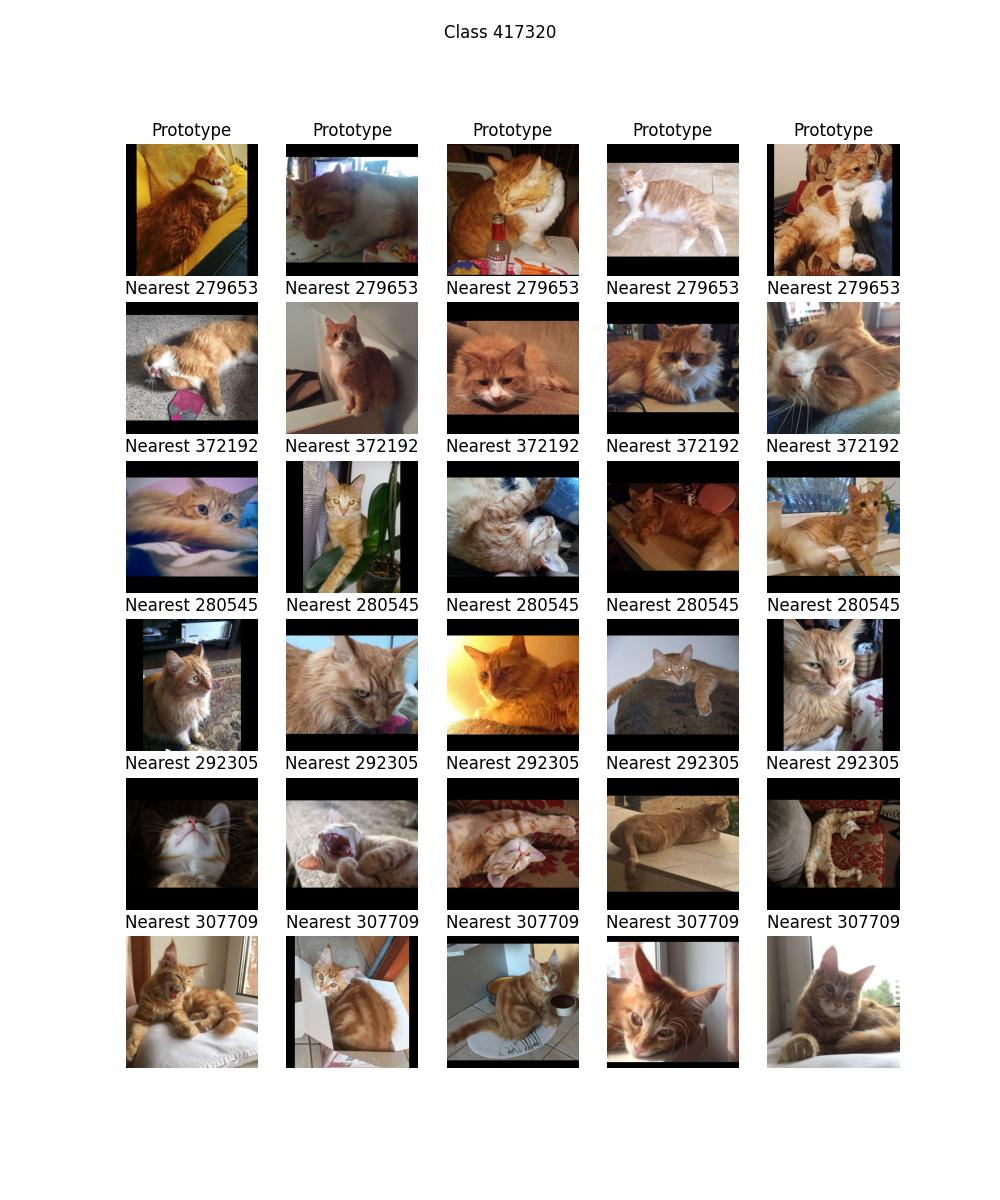 Class 417320
Prototype Prototype Prototype Prototype Prototype
Nearest 279653 Nearest 279653 Nearest 279653 Nearest 279653 Nearest 279653
Nearest 372192 Nearest 372192 Nearest 372192 Nearest 372192 Nearest 372192
Nearest 280545 Nearest 280545 Nearest 280545 Nearest 280545 Nearest 280545
Nearest 292305 Nearest 292305 Nearest 292305 Nearest 292305 Nearest 292305
Nearest 307709 Nearest 307709 Nearest 307709 Nearest 307709 Nearest 307709